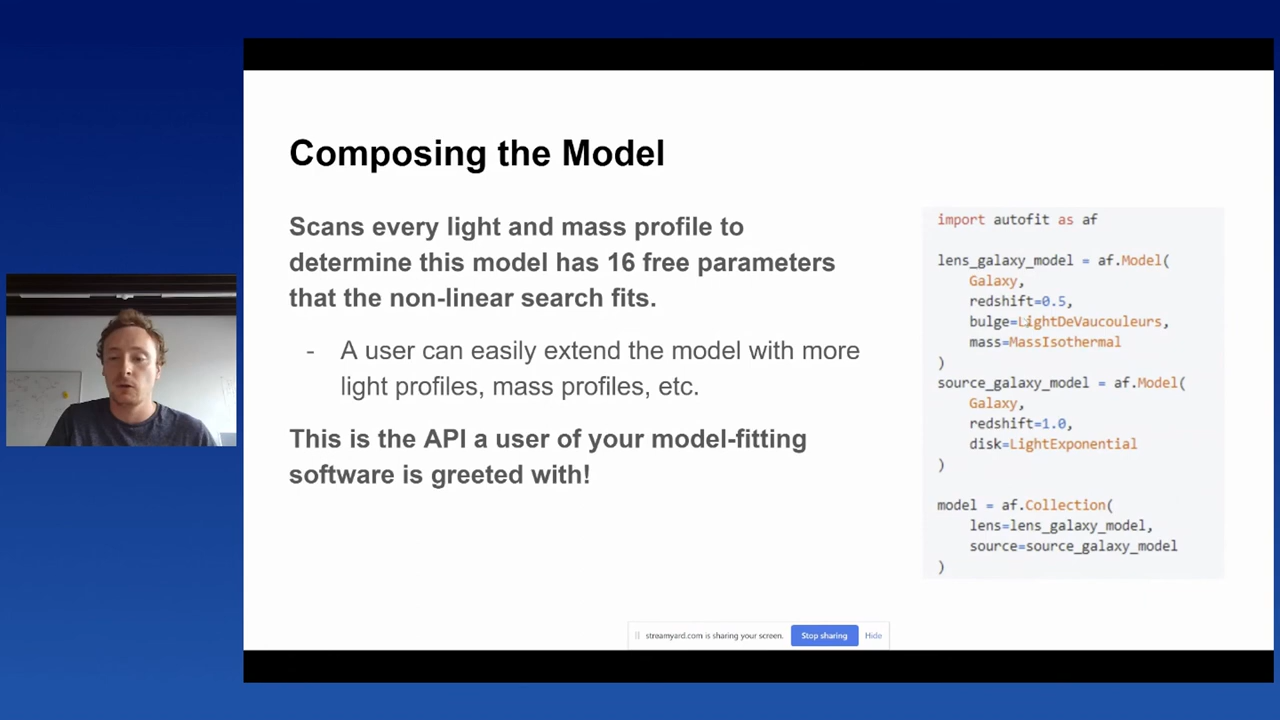 Composing the Model
Scans every light and mass profile to
determine this model has 16 free parameters
that the non-linear search fits.
- A user can easily extend the model with more
light profiles, mass profiles, etc.
This is the API a user of your model-fitting
software is greeted with!
import autofit as af
lens_galaxy_model = af.Model(
Galaxy,
redshift=0.5,
bulge=LightDeVaucouleurs,
mass=MassIsothermal
)
source_galaxy_model = af.Model(
Galaxy,
redshift=1.0,
disk=LightExponential
)
model = af.Collection(
lens=lens_galaxy_model,
source=source_galaxy_model
)
streamyard.com is sharing your screen. Stop sharing Hide